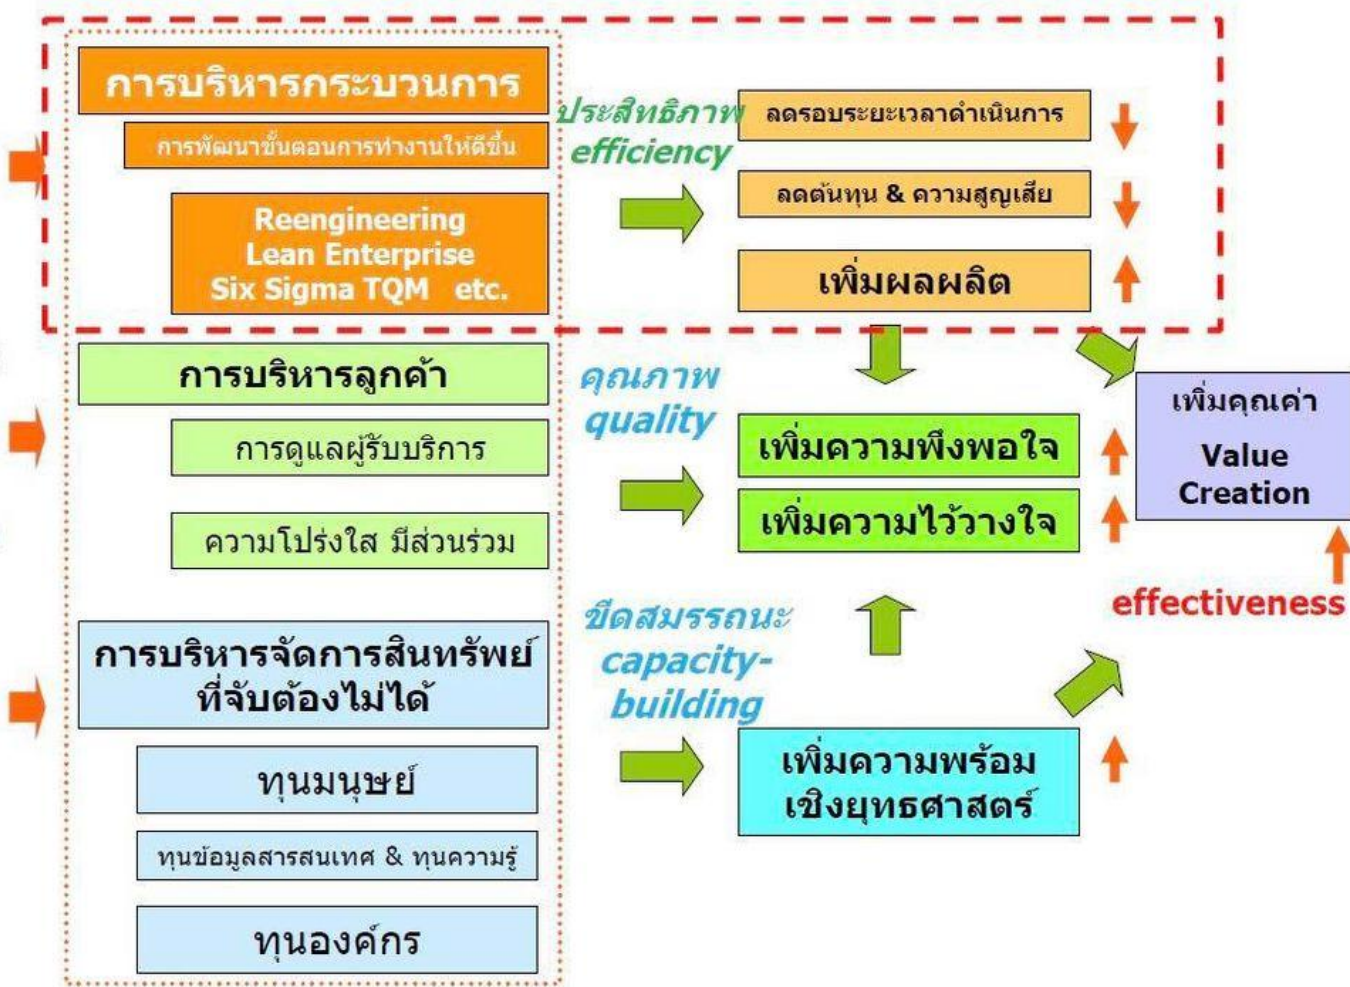 การบริหารกระบวนการ
การพัฒนาขั้นตอนการทำงานให้ดีขึ้น
Reengineering
Lean Enterprise
Six Sigma TQM etc.
ประสิทธิภาพ
efficiency
ลดรอบระยะเวลาดำเนินการ
ลดต้นทุน & ความสูญเสีย
เพิ่มผลผลิต
การบริหารลูกค้า
การดูแลผู้รับบริการ
ความโปร่งใส มีส่วนร่วม
คุณภาพ
quality
เพิ่มความพึงพอใจ
เพิ่มความไว้วางใจ
เพิ่มคุณค่า
Value
Creation
effectiveness
การบริหารจัดการสินทรัพย์
ที่จับต้องไม่ได้
ทุนมนุษย์
ทุนข้อมูลสารสนเทศ & ทุนความรู้
ทุนองค์กร
ขีดสมรรถนะ
capacity-
building
เพิ่มความพร้อม
เชิงยุทธศาสตร์